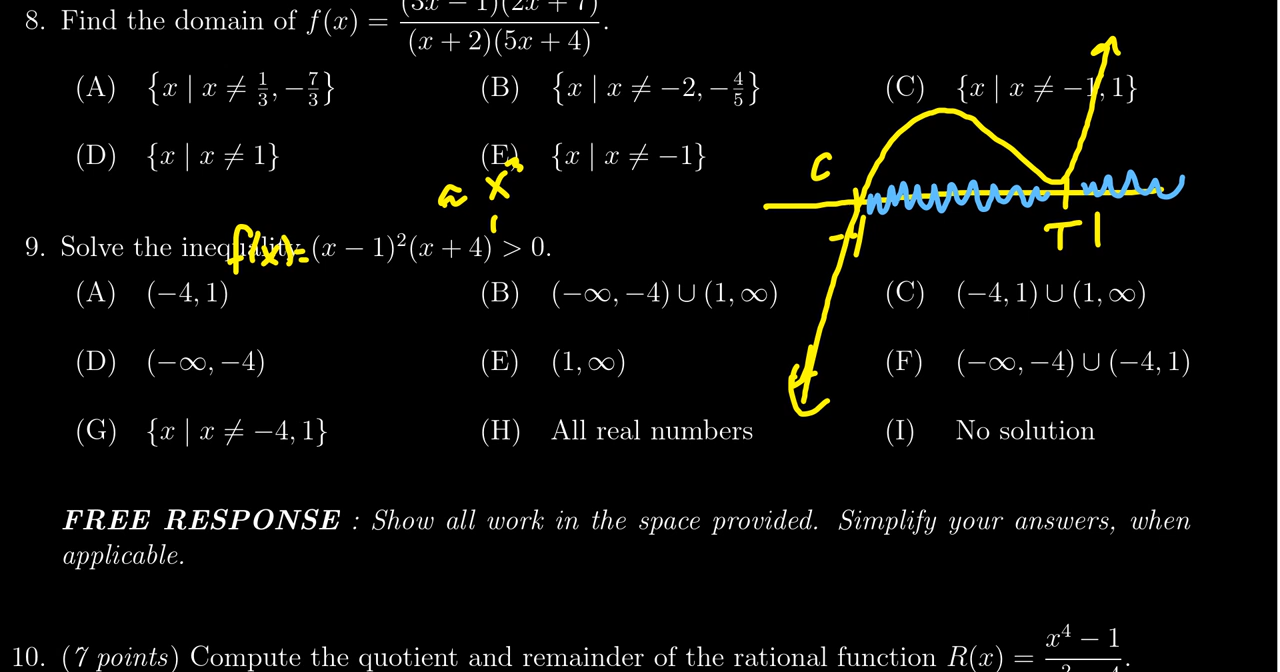 8. Find the domain of f(x) = (3x − 1)(2x + 7) / (x + 2)(5x + 4).
(A) {x | x ≠ 1/3, −7/3} (B) {x | x ≠ −2, −4/5} (C) {x | x ≠ −1, 1}
(D) {x | x ≠ 1} (E) {x | x ≠ −1}
C
≈ x³
9. Solve the inequality (x − 1)²(x + 4) > 0.
f(x)=
−4
T 1
(A) (−4, 1) (B) (−∞, −4) ∪ (1, ∞) (C) (−4, 1) ∪ (1, ∞)
(D) (−∞, −4) (E) (1, ∞) (F) (−∞, −4) ∪ (−4, 1)
(G) {x | x ≠ −4, 1} (H) All real numbers (I) No solution
FREE RESPONSE : Show all work in the space provided. Simplify your answers, when
applicable.
10. (7 points) Compute the quotient and remainder of the rational function R(x) = x⁴ − 1